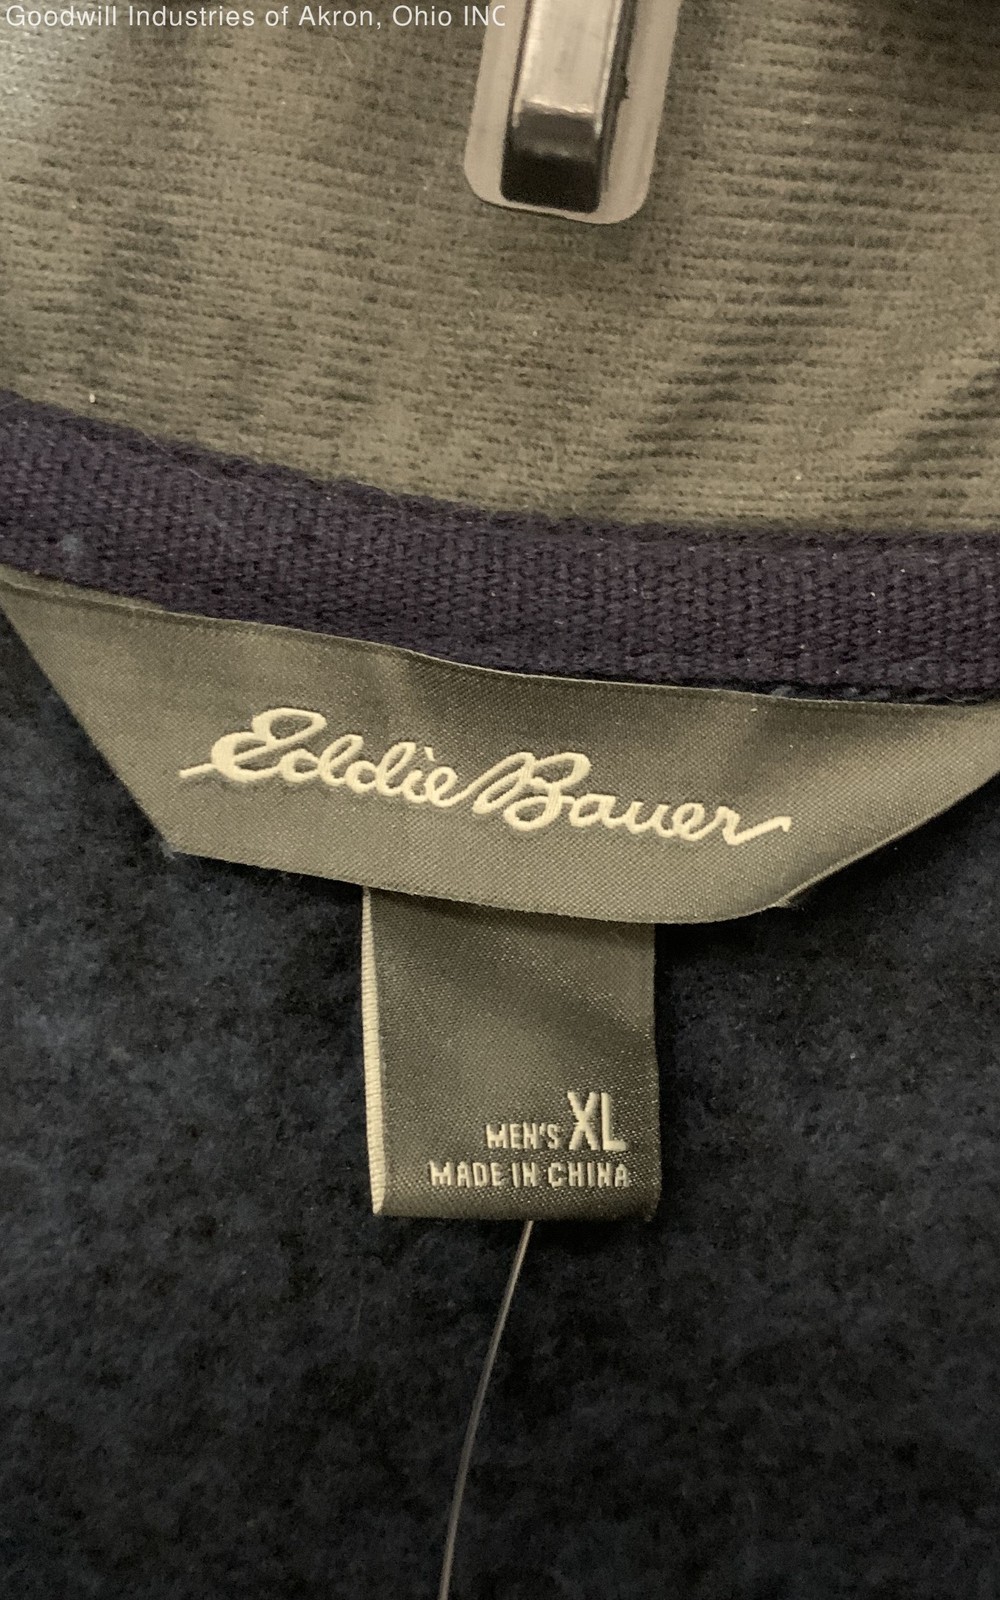 Goodwill Industries of Akron, Ohio INC
Eddie Bauer
MEN'S XL
MADE IN CHINA